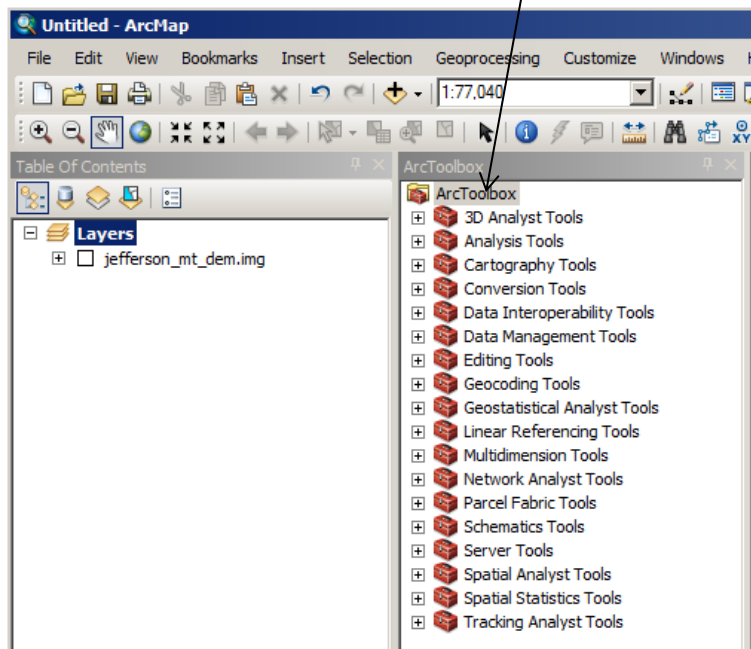 Untitled - ArcMap
File Edit View Bookmarks Insert Selection Geoprocessing Customize Windows
1:77,040
XY
Table Of Contents
ArcToolbox
Layers
jefferson_mt_dem.img
ArcToolbox
3D Analyst Tools
Analysis Tools
Cartography Tools
Conversion Tools
Data Interoperability Tools
Data Management Tools
Editing Tools
Geocoding Tools
Geostatistical Analyst Tools
Linear Referencing Tools
Multidimension Tools
Network Analyst Tools
Parcel Fabric Tools
Schematics Tools
Server Tools
Spatial Analyst Tools
Spatial Statistics Tools
Tracking Analyst Tools